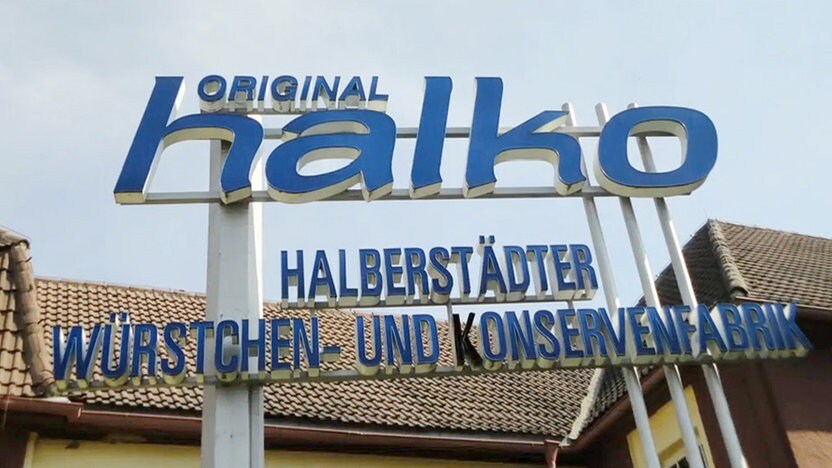 ORIGINAL
halko
HALBERSTÄDTER
WÜRSTCHEN- UND KONSERVENFABRIK